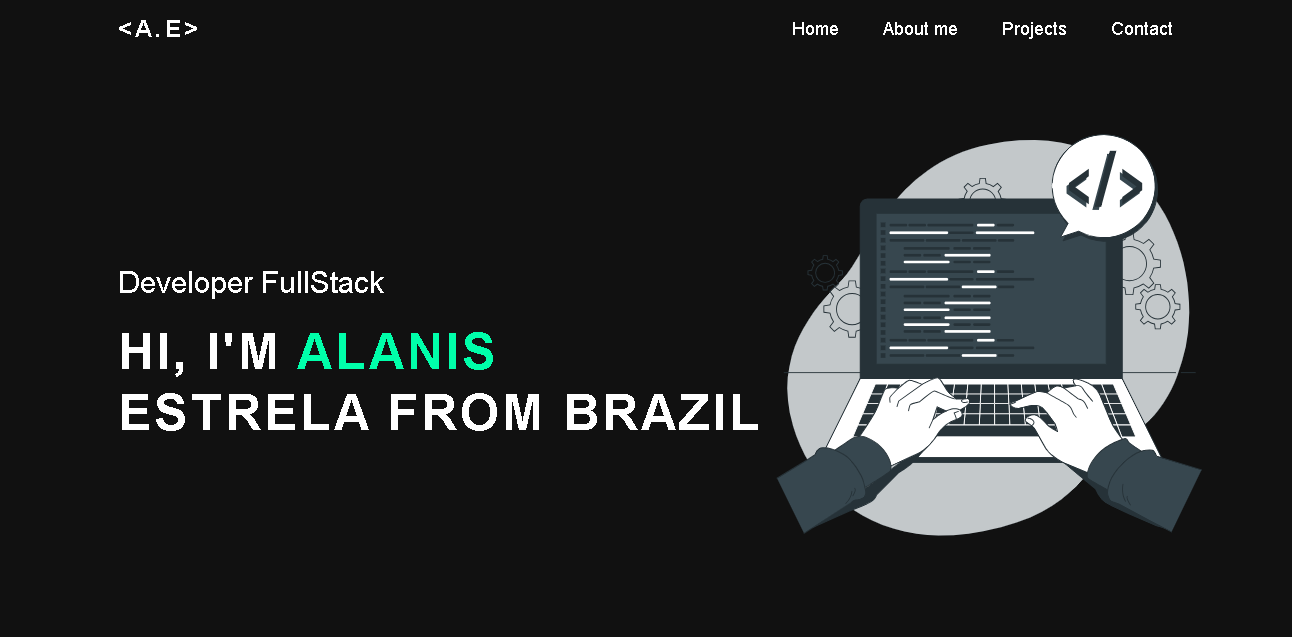 <A.E>
Home About me Projects Contact
</>
Developer FullStack
HI, I'M ALANIS
ESTRELA FROM BRAZIL